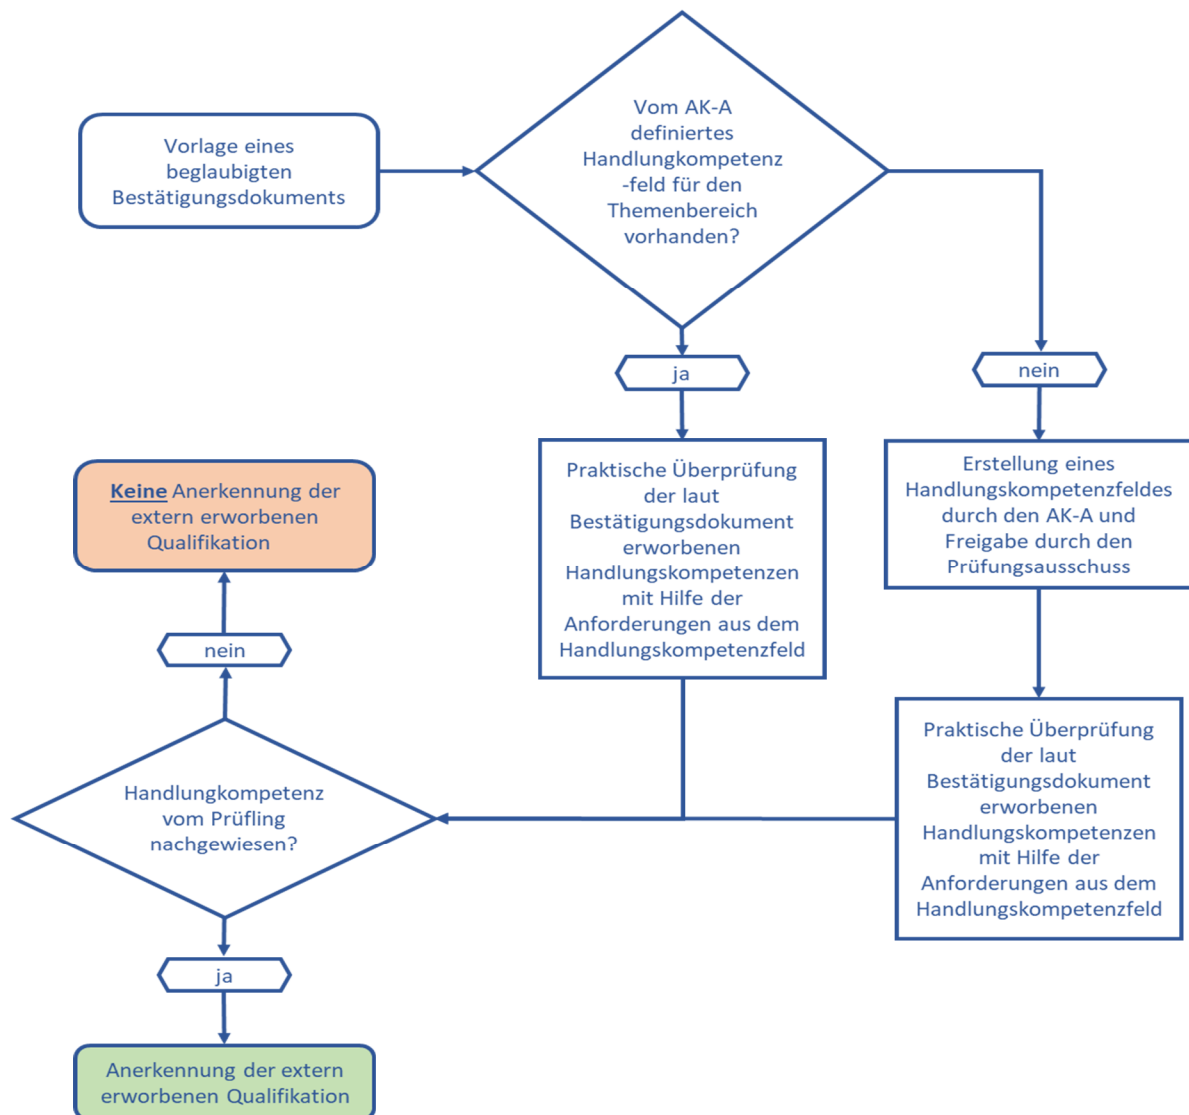 Vorlage eines
beglaubigten
Bestätigungsdokuments
Vom AK-A
definiertes
Handlungkompetenz
-feld für den
Themenbereich
vorhanden?
ja
nein
Praktische Überprüfung
der laut
Bestätigungsdokument
erworbenen
Handlungskompetenzen
mit Hilfe der
Anforderungen aus dem
Handlungskompetenzfeld
Erstellung eines
Handlungskompetenzfeldes
durch den AK-A und
Freigabe durch den
Prüfungsausschuss
Praktische Überprüfung
der laut
Bestätigungsdokument
erworbenen
Handlungskompetenzen
mit Hilfe der
Anforderungen aus dem
Handlungskompetenzfeld
Handlungkompetenz
vom Prüfling
nachgewiesen?
nein
Keine Anerkennung der
extern erworbenen
Qualifikation
ja
Anerkennung der extern
erworbenen Qualifikation